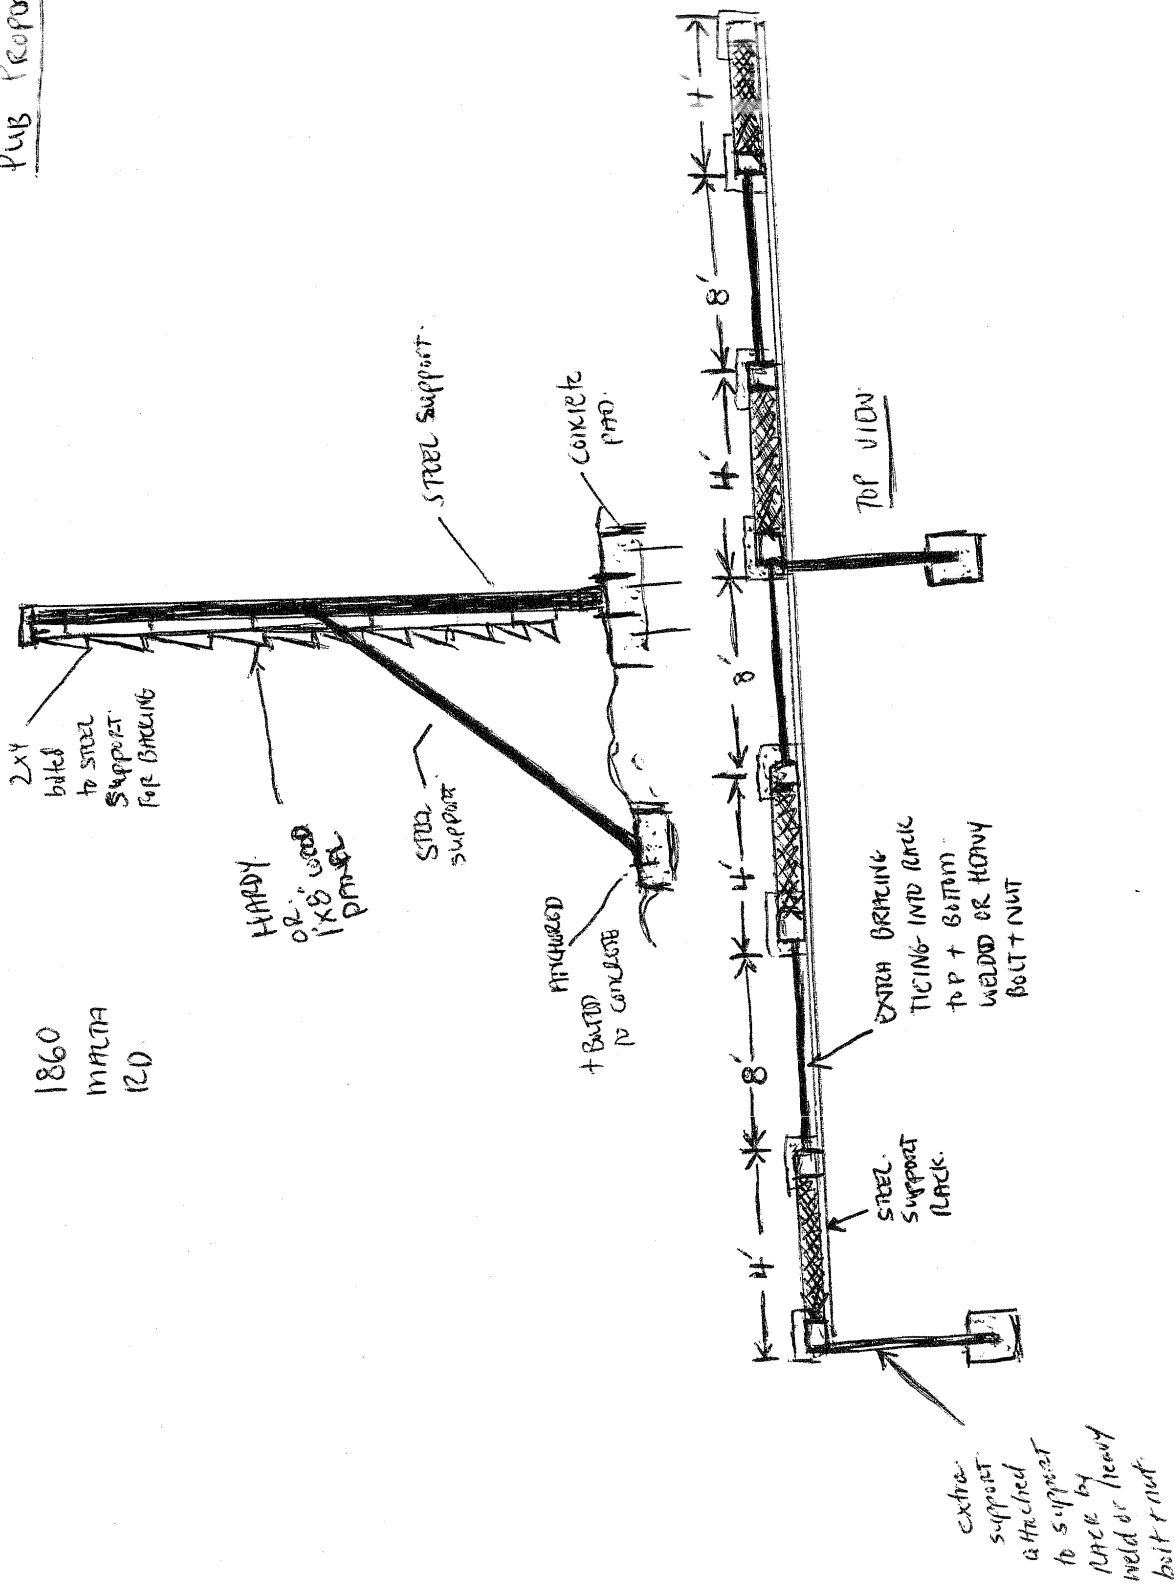 PUB
1860
MALTA
RD
2x4
bolted
to STEEL
SUPPORT
FOR BACKING
HARDY
OR
1'x8' WOOD
PANEL
STEEL
SUPPORT
STEEL SUPPORT.
CONCRETE
PAD.
ANCHORED
+ BOLTED
TO CONCRETE
4'
8'
4'
8'
4'
8'
4'
TOP VIEW
EXTRA BRACING
TIEING INTO RACK
TOP + BOTTOM
WELDED OR HEAVY
BOLT + NUT
STEEL
SUPPORT
RACK.
extra
support
attached
to support
RACK by
weld or heavy
bolt + nut.